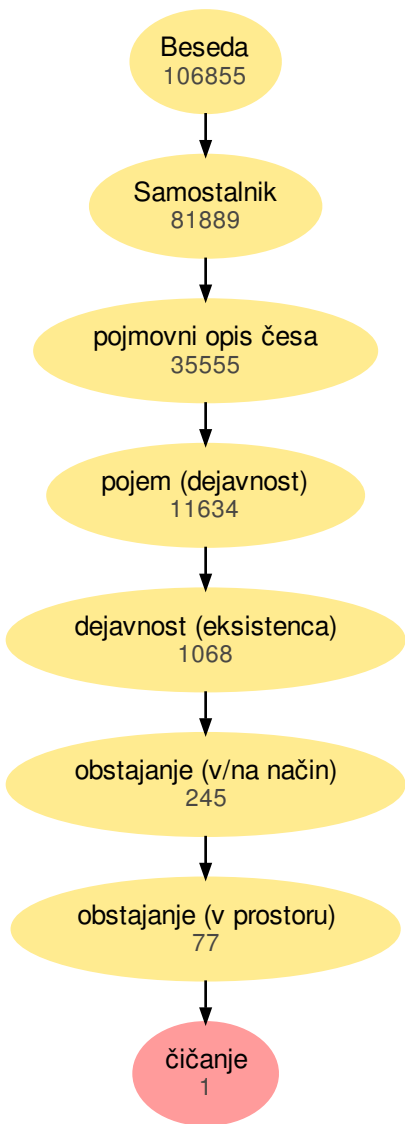 Beseda
106855
Samostalnik
81889
pojmovni opis česa
35555
pojem (dejavnost)
11634
dejavnost (eksistenca)
1068
obstajanje (v/na način)
245
obstajanje (v prostoru)
77
čičanje
1